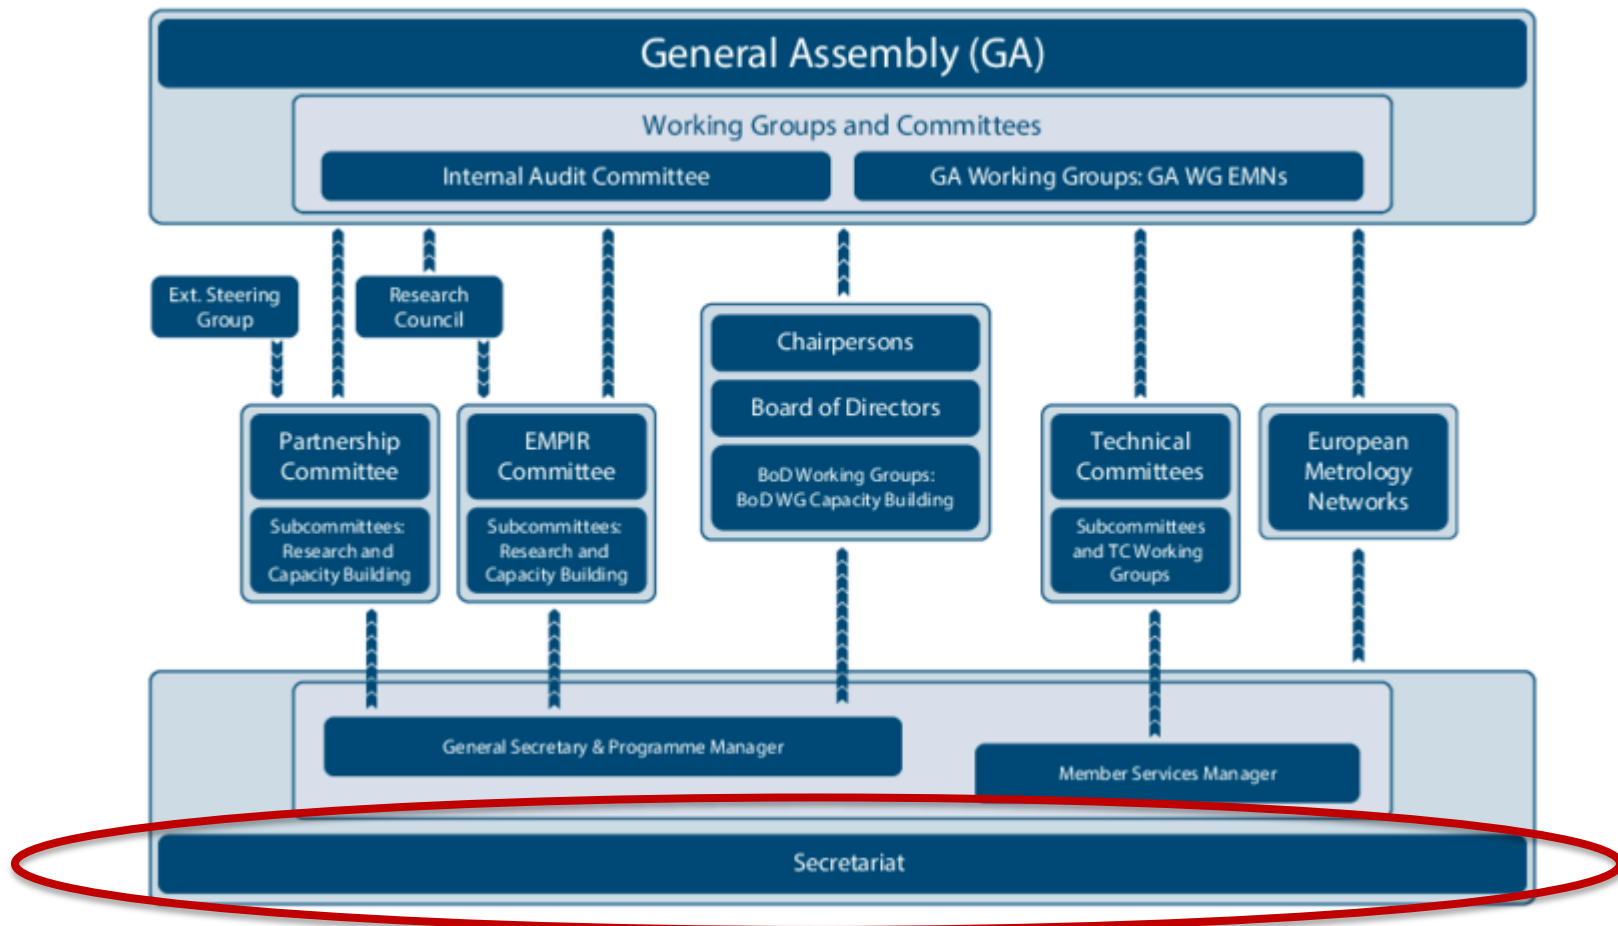 General Assembly (GA)
Working Groups and Committees
Internal Audit Committee
GA Working Groups: GA WG EMNs
Ext. Steering
Group
Research
Council
Chairpersons
Board of Directors
BoD Working Groups:
BoD WG Capacity Building
Partnership
Committee
Subcommittees:
Research and
Capacity Building
EMPIR
Committee
Subcommittees:
Research and
Capacity Building
Technical
Committees
Subcommittees
and TC Working
Groups
European
Metrology
Networks
General Secretary & Programme Manager
Member Services Manager
Secretariat